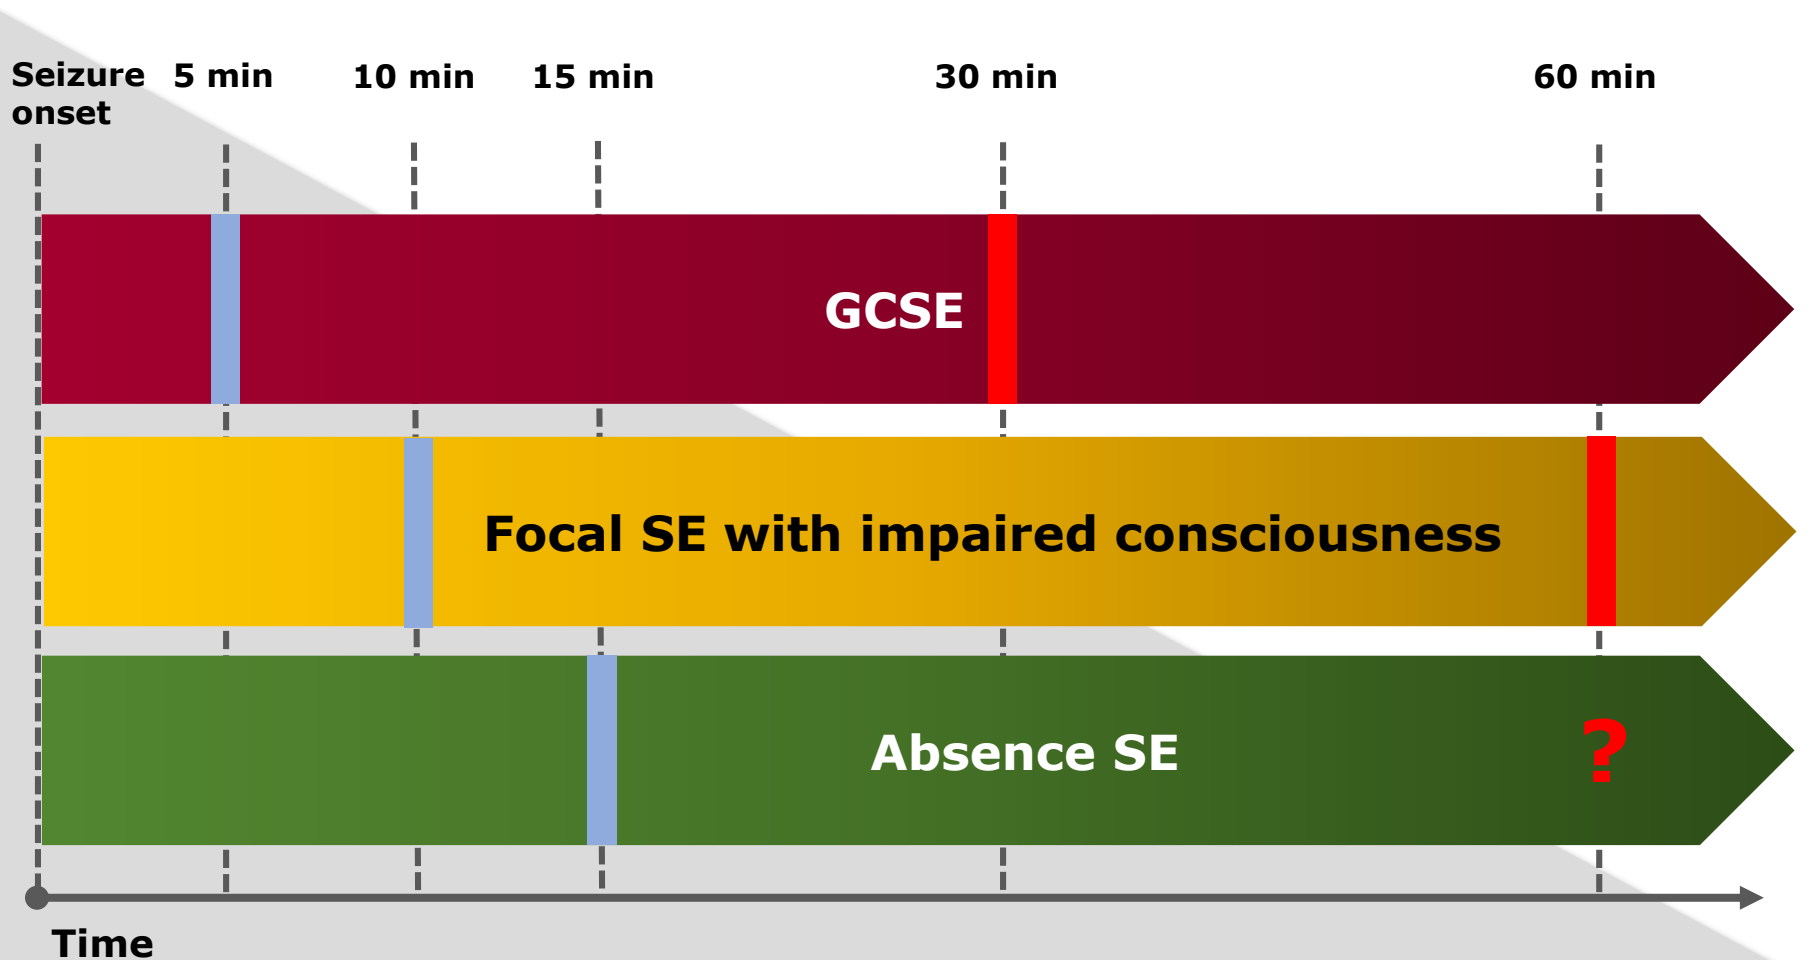 Seizure
onset
5 min
10 min
15 min
30 min
60 min
GCSE
Focal SE with impaired consciousness
Absence SE
?
Time